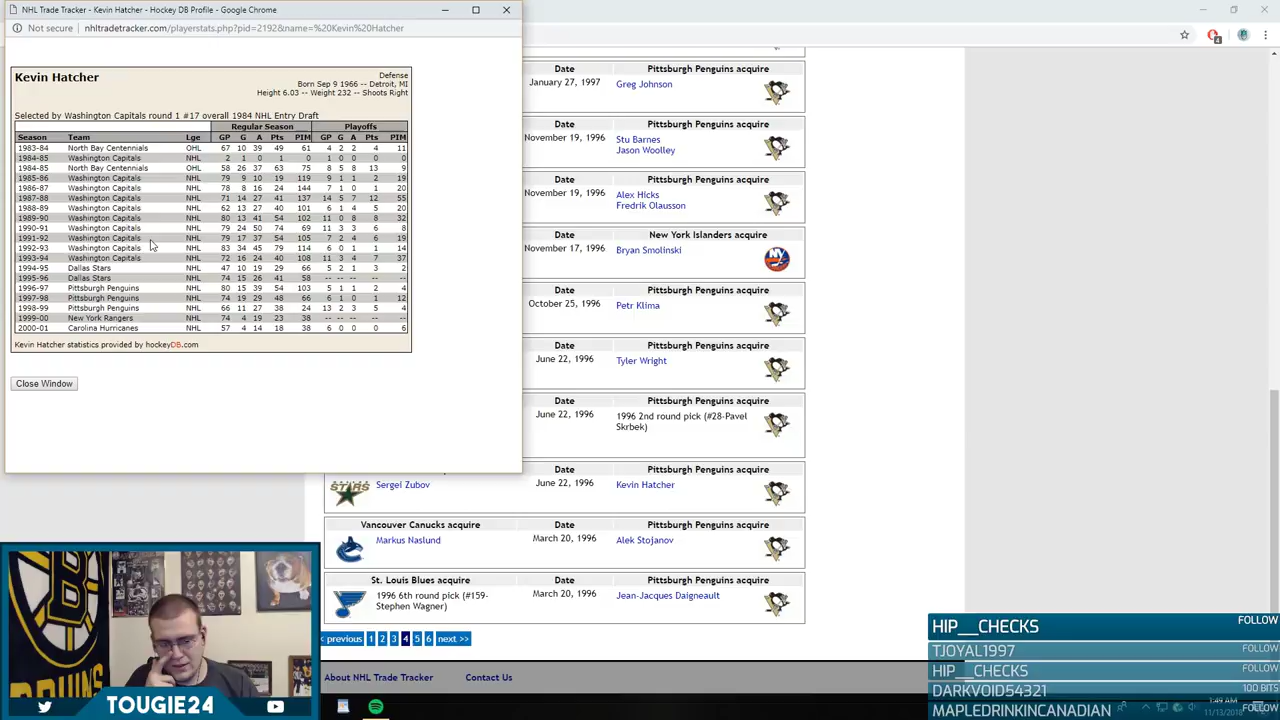 NHL Trade Tracker - Kevin Hatcher - Hockey DB Profile - Google Chrome
Not secure | nhltradetracker.com/playerstats.php?pid=2192&name=%20Kevin%20Hatcher
Kevin Hatcher
Defense
Born Sep 9 1966 -- Detroit, MI
Height 6.03 -- Weight 232 -- Shoots Right
Selected by Washington Capitals round 1 #17 overall 1984 NHL Entry Draft
Regular Season Playoffs
Season Team Lge GP G A Pts PIM GP G A Pts PIM
1983-84 North Bay Centennials OHL 67 10 39 49 61 4 2 2 4 11
1984-85 Washington Capitals NHL 2 1 0 1 0 1 0 0 0 0
1984-85 North Bay Centennials OHL 58 26 37 63 75 8 5 8 13 9
1985-86 Washington Capitals NHL 79 9 10 19 119 9 1 1 2 19
1986-87 Washington Capitals NHL 78 8 16 24 144 7 1 0 1 20
1987-88 Washington Capitals NHL 71 14 27 41 137 14 5 7 12 55
1988-89 Washington Capitals NHL 62 13 27 40 101 6 1 4 5 20
1989-90 Washington Capitals NHL 80 13 41 54 102 11 0 8 8 32
1990-91 Washington Capitals NHL 79 24 50 74 69 11 3 3 6 8
1991-92 Washington Capitals NHL 79 17 37 54 105 7 2 4 6 19
1992-93 Washington Capitals NHL 83 34 45 79 114 6 0 1 1 14
1993-94 Washington Capitals NHL 72 16 24 40 108 11 3 4 7 37
1994-95 Dallas Stars NHL 47 10 19 29 66 5 2 1 3 2
1995-96 Dallas Stars NHL 74 15 26 41 58 -- -- -- -- --
1996-97 Pittsburgh Penguins NHL 80 15 39 54 103 5 1 1 2 4
1997-98 Pittsburgh Penguins NHL 74 19 29 48 66 6 1 0 1 12
1998-99 Pittsburgh Penguins NHL 66 11 27 38 24 13 2 3 5 4
1999-00 New York Rangers NHL 74 4 19 23 38 -- -- -- -- --
2000-01 Carolina Hurricanes NHL 57 4 14 18 38 6 0 0 0 6
Kevin Hatcher statistics provided by hockeyDB.com
Close Window
Date Pittsburgh Penguins acquire
January 27, 1997 Greg Johnson
Date Pittsburgh Penguins acquire
November 19, 1996 Stu Barnes
Jason Woolley
Date Pittsburgh Penguins acquire
November 19, 1996 Alex Hicks
Fredrik Olausson
Date New York Islanders acquire
November 17, 1996 Bryan Smolinski
Date Pittsburgh Penguins acquire
October 25, 1996 Petr Klima
Date Pittsburgh Penguins acquire
June 22, 1996 Tyler Wright
Date Pittsburgh Penguins acquire
June 22, 1996 1996 2nd round pick (#28-Pavel
Skrbek)
Date Pittsburgh Penguins acquire
STARS Sergei Zubov June 22, 1996 Kevin Hatcher
Vancouver Canucks acquire Date Pittsburgh Penguins acquire
Markus Naslund March 20, 1996 Alek Stojanov
St. Louis Blues acquire Date Pittsburgh Penguins acquire
1996 6th round pick (#159-
Stephen Wagner) March 20, 1996 Jean-Jacques Daigneault
previous 1 2 3 4 5 6 next >>
About NHL Trade Tracker Contact Us
BRUINS
B
TOUGIE24
HIP__CHECKS FOLLOW
TJOYAL1997 FOLLOW
HIP__CHECKS FOLLOW
DARKVOID54321 100 BITS
MAPLEDRINKINCANADIAN FOLLOW
1:49 AM
11/13/2018